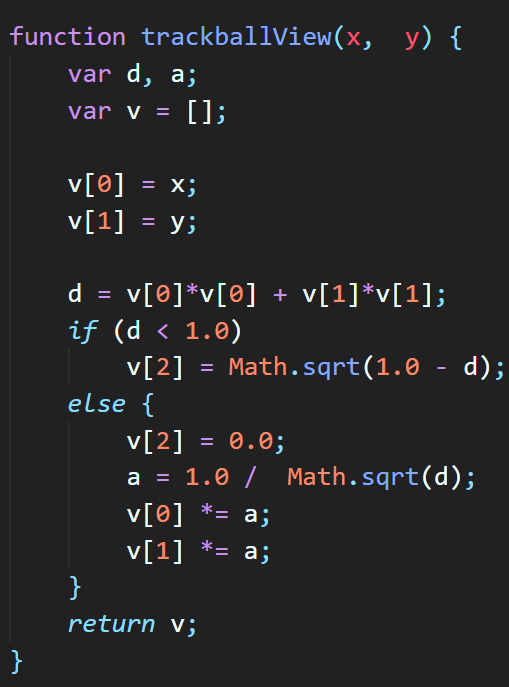 function trackballView(x,  y) {
    var d, a;
    var v = [];

    v[0] = x;
    v[1] = y;

    d = v[0]*v[0] + v[1]*v[1];
    if (d < 1.0)
        v[2] = Math.sqrt(1.0 - d);
    else {
        v[2] = 0.0;
        a = 1.0 /  Math.sqrt(d);
        v[0] *= a;
        v[1] *= a;
    }
    return v;
}